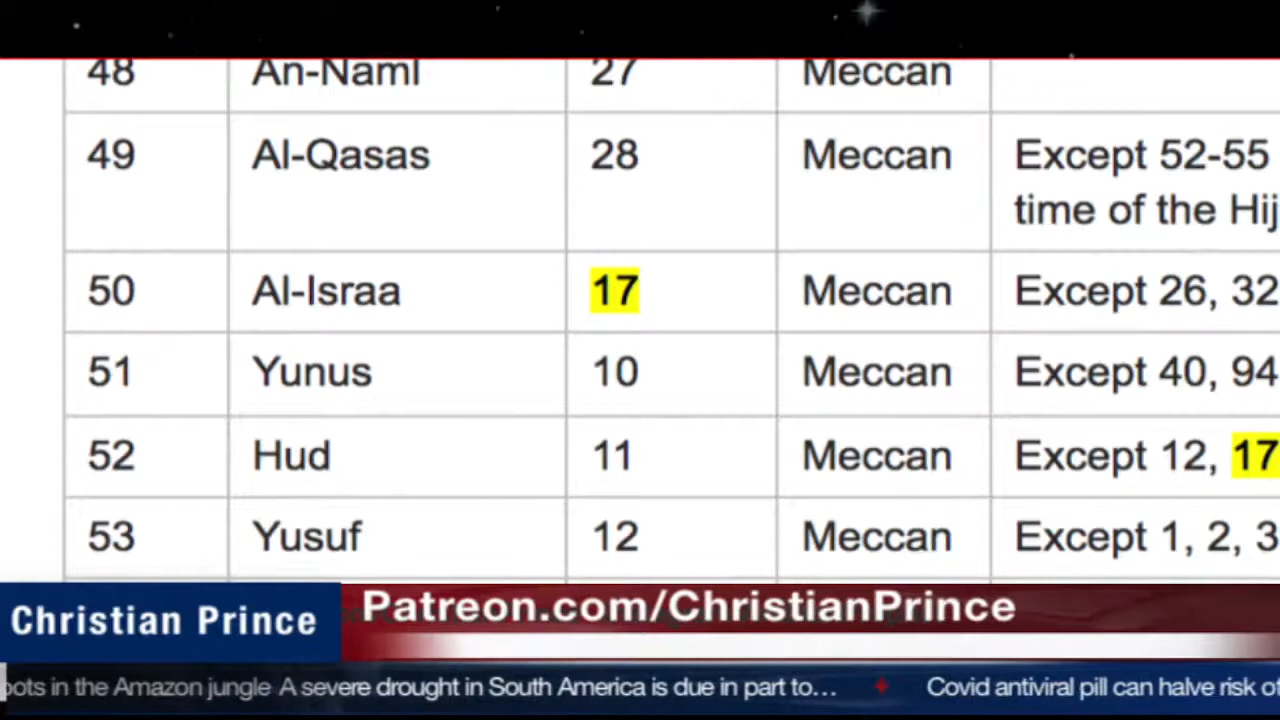 48 An-Naml 27 Meccan
49 Al-Qasas 28 Meccan Except 52-55
time of the Hij
50 Al-Israa 17 Meccan Except 26, 32
51 Yunus 10 Meccan Except 40, 94
52 Hud 11 Meccan Except 12, 17
53 Yusuf 12 Meccan Except 1, 2, 3
Christian Prince
Patreon.com/ChristianPrince
oots in the Amazon jungle A severe drought in South America is due in part to... Covid antiviral pill can halve risk of